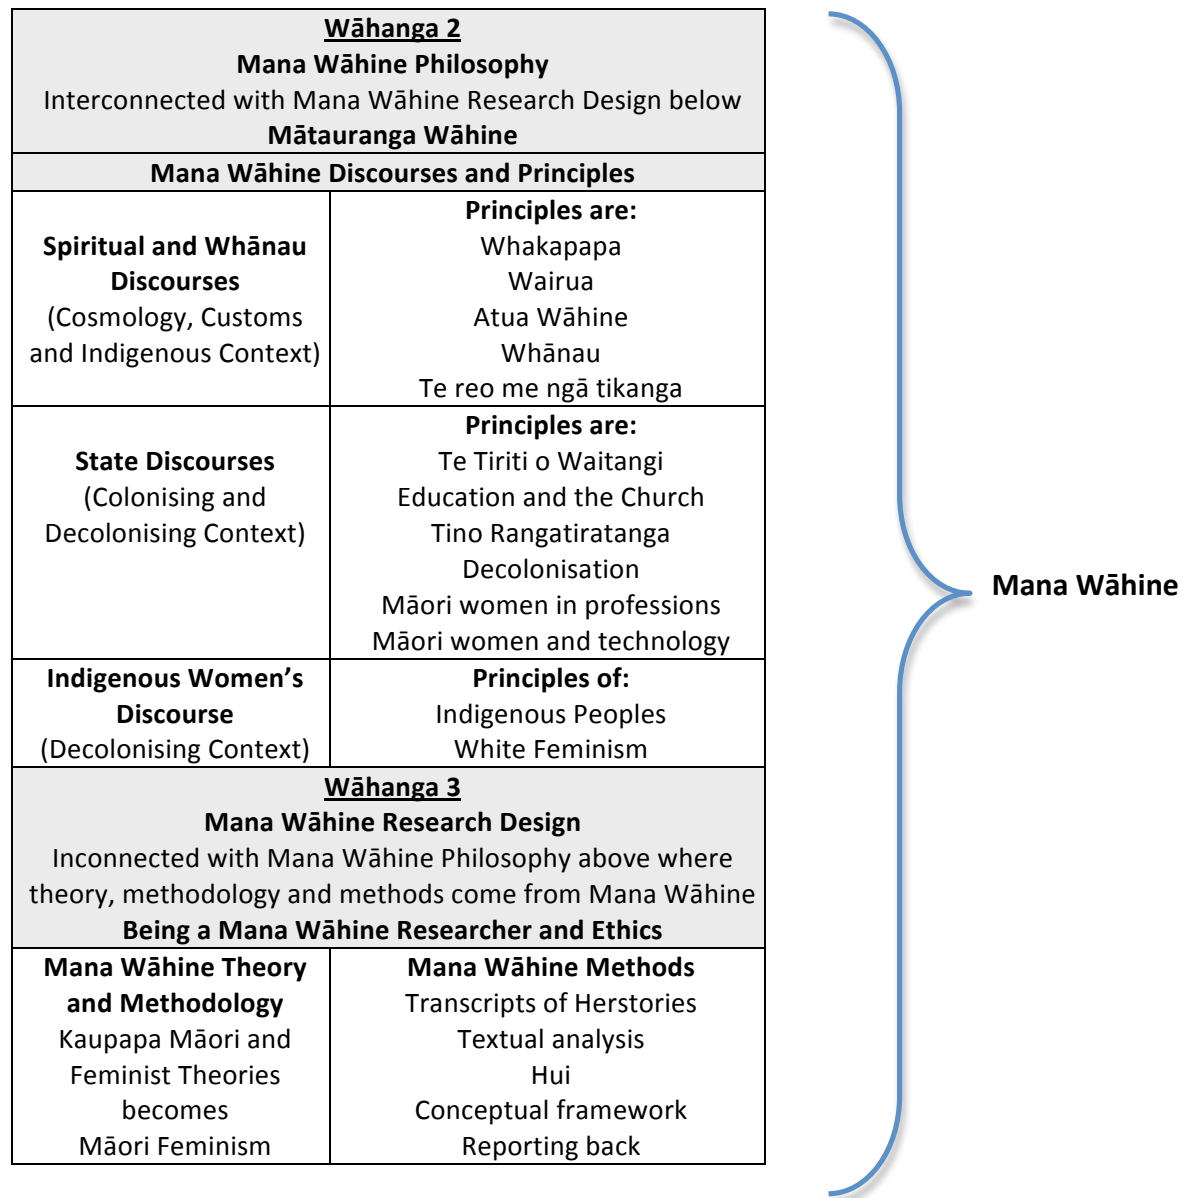 Wāhanga 2
Mana Wāhine Philosophy
Interconnected with Mana Wāhine Research Design below
Mātauranga Wāhine
Mana Wāhine Discourses and Principles
Spiritual and Whānau
Discourses
(Cosmology, Customs
and Indigenous Context)
Principles are:
Whakapapa
Wairua
Atua Wāhine
Whānau
Te reo me ngā tikanga
State Discourses
(Colonising and
Decolonising Context)
Principles are:
Te Tiriti o Waitangi
Education and the Church
Tino Rangatiratanga
Decolonisation
Māori women in professions
Māori women and technology
Indigenous Women’s
Discourse
(Decolonising Context)
Principles of:
Indigenous Peoples
White Feminism
Wāhanga 3
Mana Wāhine Research Design
Inconnected with Mana Wāhine Philosophy above where
theory, methodology and methods come from Mana Wāhine
Being a Mana Wāhine Researcher and Ethics
Mana Wāhine Theory
and Methodology
Kaupapa Māori and
Feminist Theories
becomes
Māori Feminism
Mana Wāhine Methods
Transcripts of Herstories
Textual analysis
Hui
Conceptual framework
Reporting back
Mana Wāhine